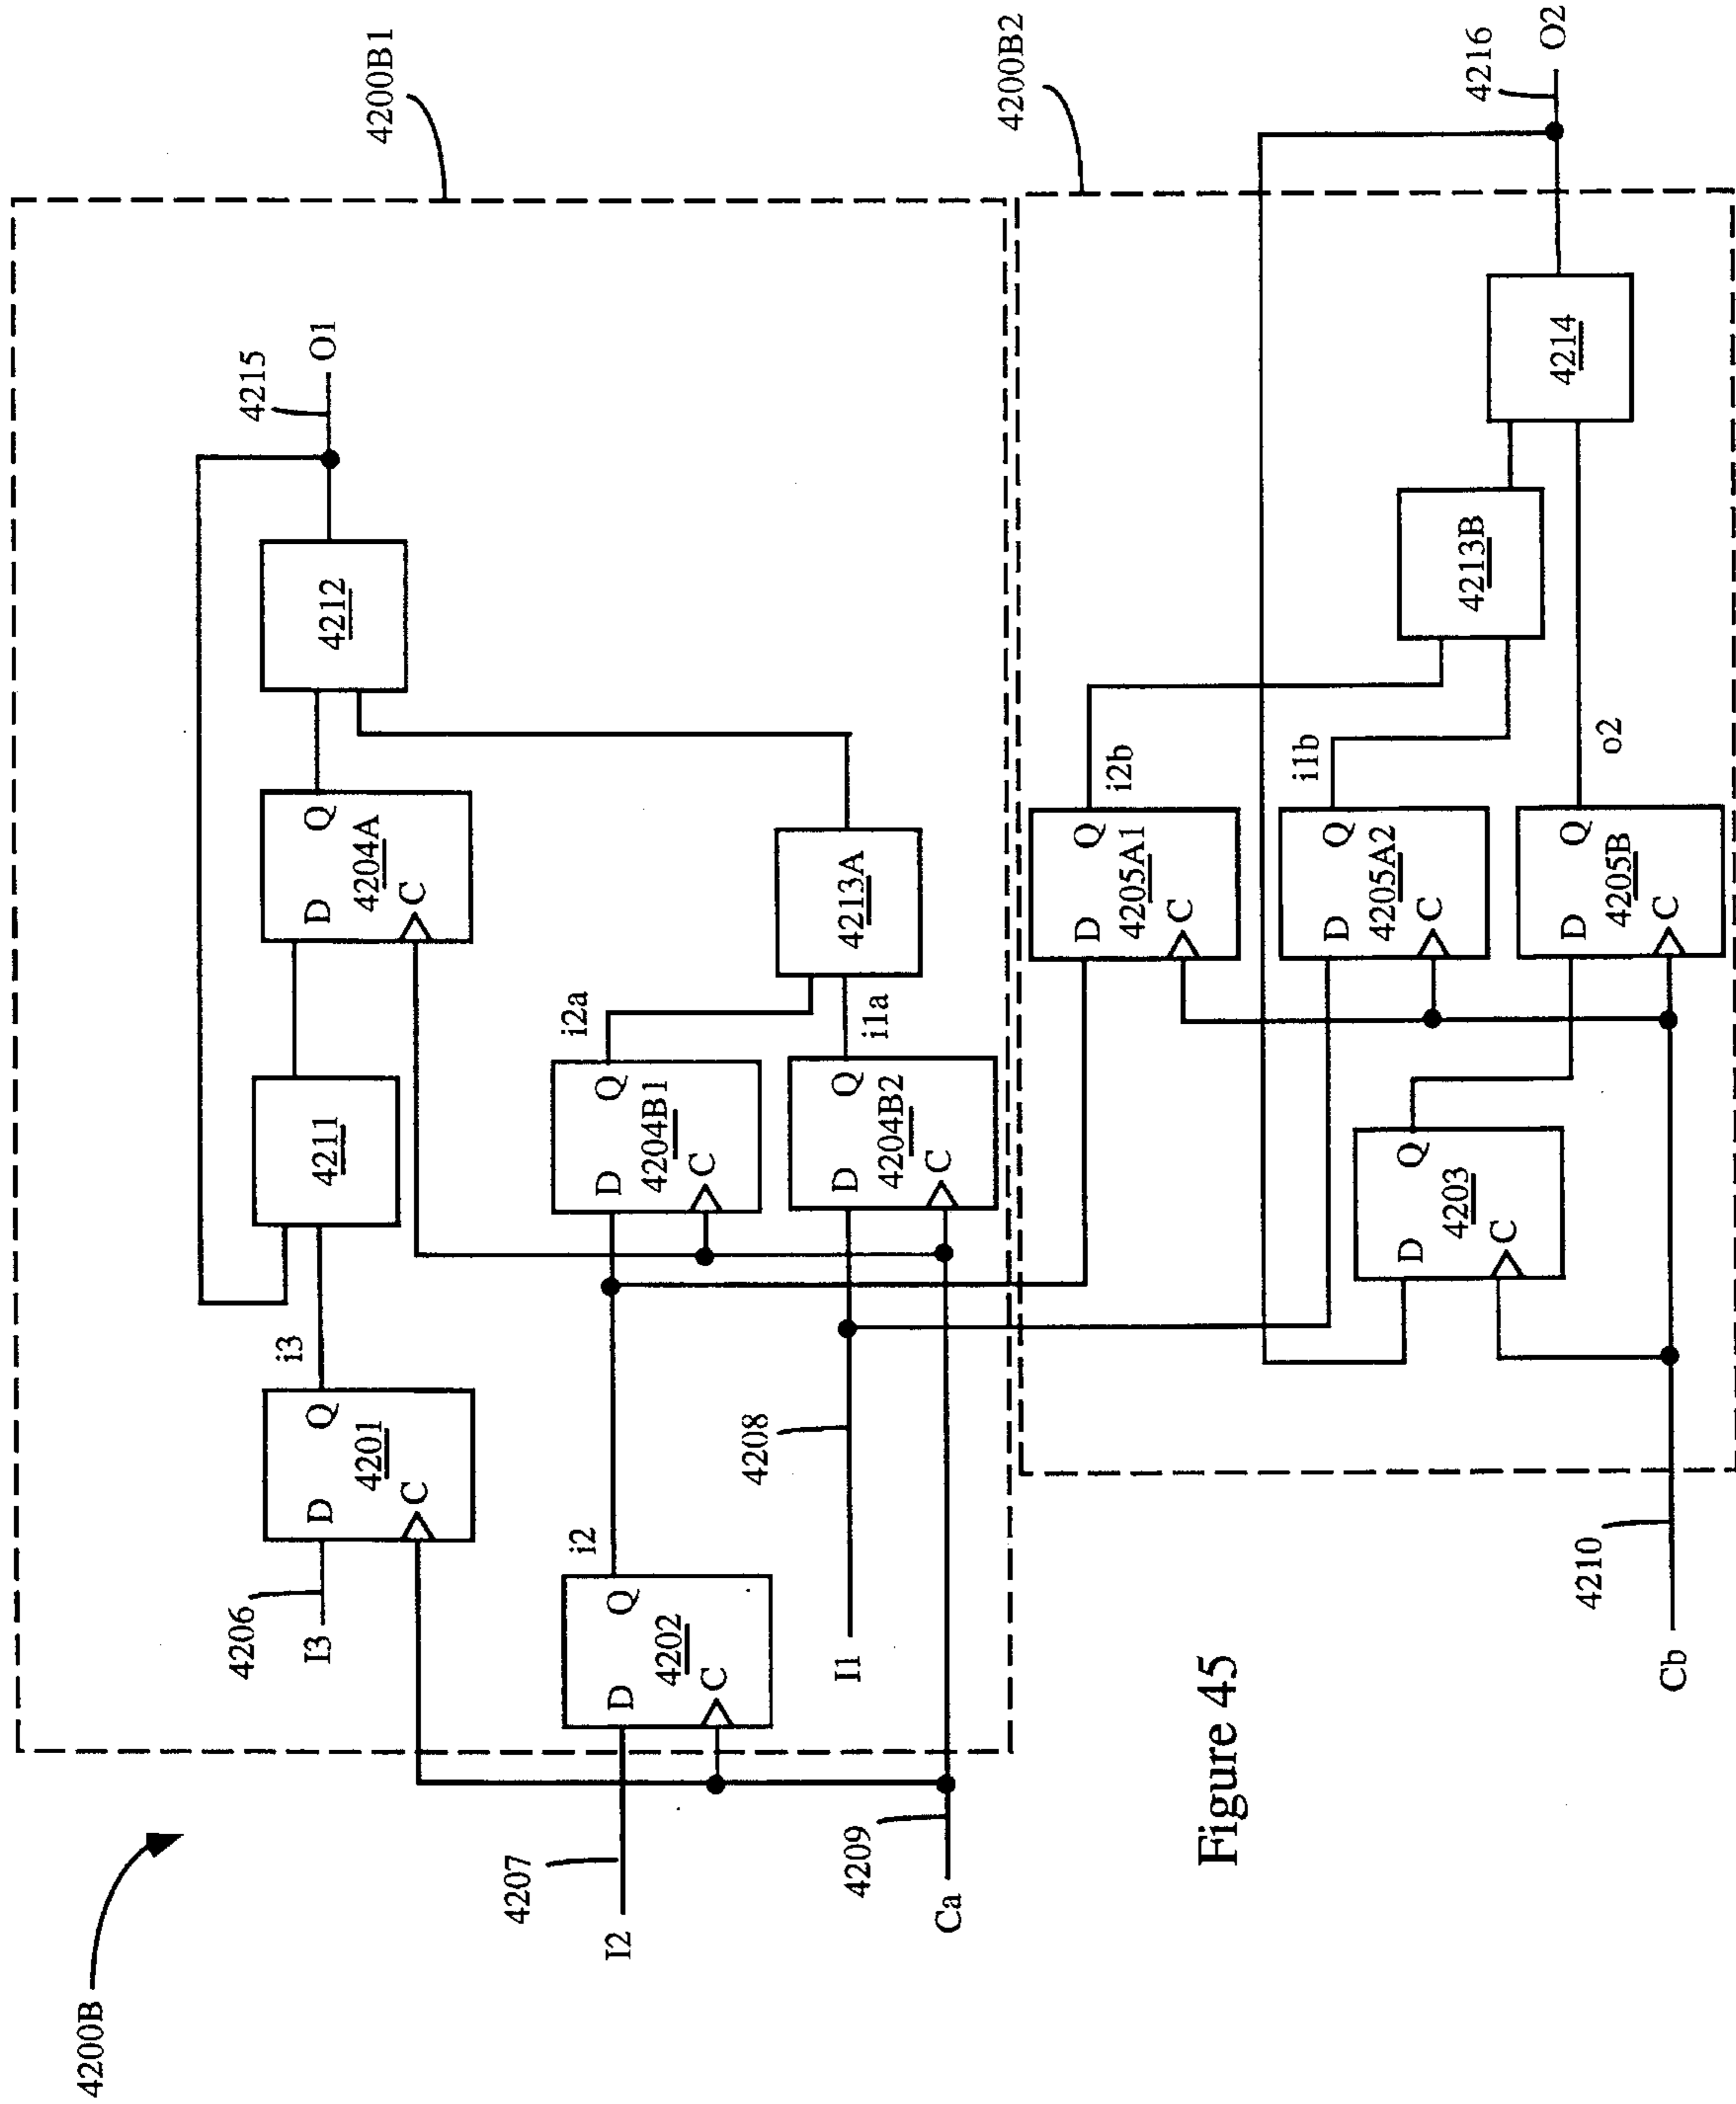 4200B
4200B1
4215
O1
4212
D
Q
4204A
C
4211
i3
D
Q
4201
C
4206
I3
4213A
i2a
i1a
D
Q
4204B1
C
D
Q
4204B2
C
i2
D
Q
4202
C
4207
I2
4208
I1
4209
Ca
4200B2
4216
O2
4214
4213B
i2b
i1b
o2
D
Q
4205A1
C
D
Q
4205A2
C
D
Q
4205B
C
D
Q
4203
C
4210
Cb
Figure 45